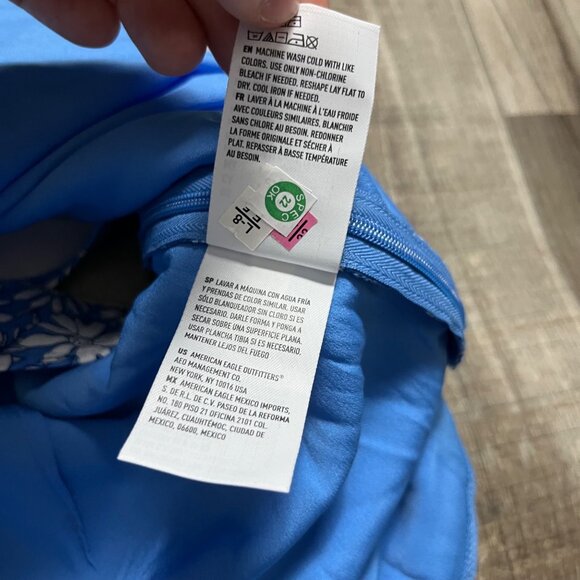 EN MACHINE WASH COLD WITH LIKE
COLORS. USE ONLY NON-CHLORINE
BLEACH IF NEEDED. RESHAPE LAY FLAT TO
DRY. COOL IRON IF NEEDED.
FR LAVER À LA MACHINE À L'EAU FROIDE
AVEC COULEURS SIMILAIRES. BLANCHIR
SANS CHLORE AU BESOIN. REDONNER
LA FORME ORIGINALE ET SÉCHER À
PLAT. REPASSER À BASSE TEMPÉRATURE
AU BESOIN.
SPEC
22
OK
L-8
SP LAVAR A MÁQUINA CON AGUA FRÍA
Y PRENDAS DE COLOR SIMILAR. USAR
SÓLO BLANQUEADOR SIN CLORO SI ES
NECESARIO. DARLE FORMA Y PONGA A
SECAR SOBRE UNA SUPERFICIE PLANA.
USAR PLANCHA TIBIA SI ES NECESARIO.
MANTENER LEJOS DEL FUEGO
US AMERICAN EAGLE OUTFITTERS®
AEO MANAGEMENT CO.
NEW YORK, NY 10016 USA
MX AMERICAN EAGLE MEXICO IMPORTS,
S. DE R.L. DE C.V. PASEO DE LA REFORMA
NO. 180 PISO 21 OFICINA 2101 COL.
JUÁREZ, CUAUHTÉMOC, CIUDAD DE
MEXICO, 06600, MEXICO